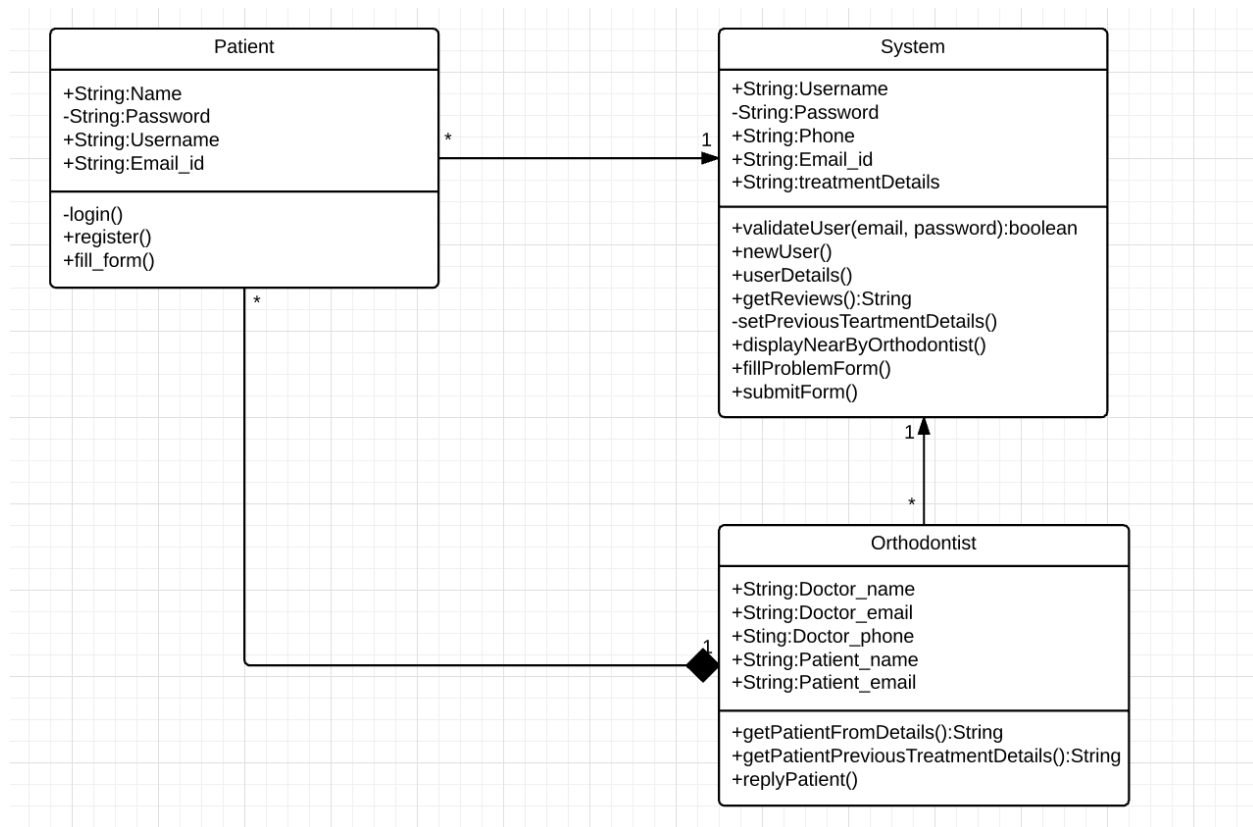 Patient
+String:Name
-String:Password
+String:Username
+String:Email_id
-login()
+register()
+fill_form()
*
1
System
+String:Username
-String:Password
+String:Phone
+String:Email_id
+String:treatmentDetails
+validateUser(email, password):boolean
+newUser()
+userDetails()
+getReviews():String
-setPreviousTeartmentDetails()
+displayNearByOrthodontist()
+fillProblemForm()
+submitForm()
*
1
*
1
Orthodontist
+String:Doctor_name
+String:Doctor_email
+Sting:Doctor_phone
+String:Patient_name
+String:Patient_email
+getPatientFromDetails():String
+getPatientPreviousTreatmentDetails():String
+replyPatient()